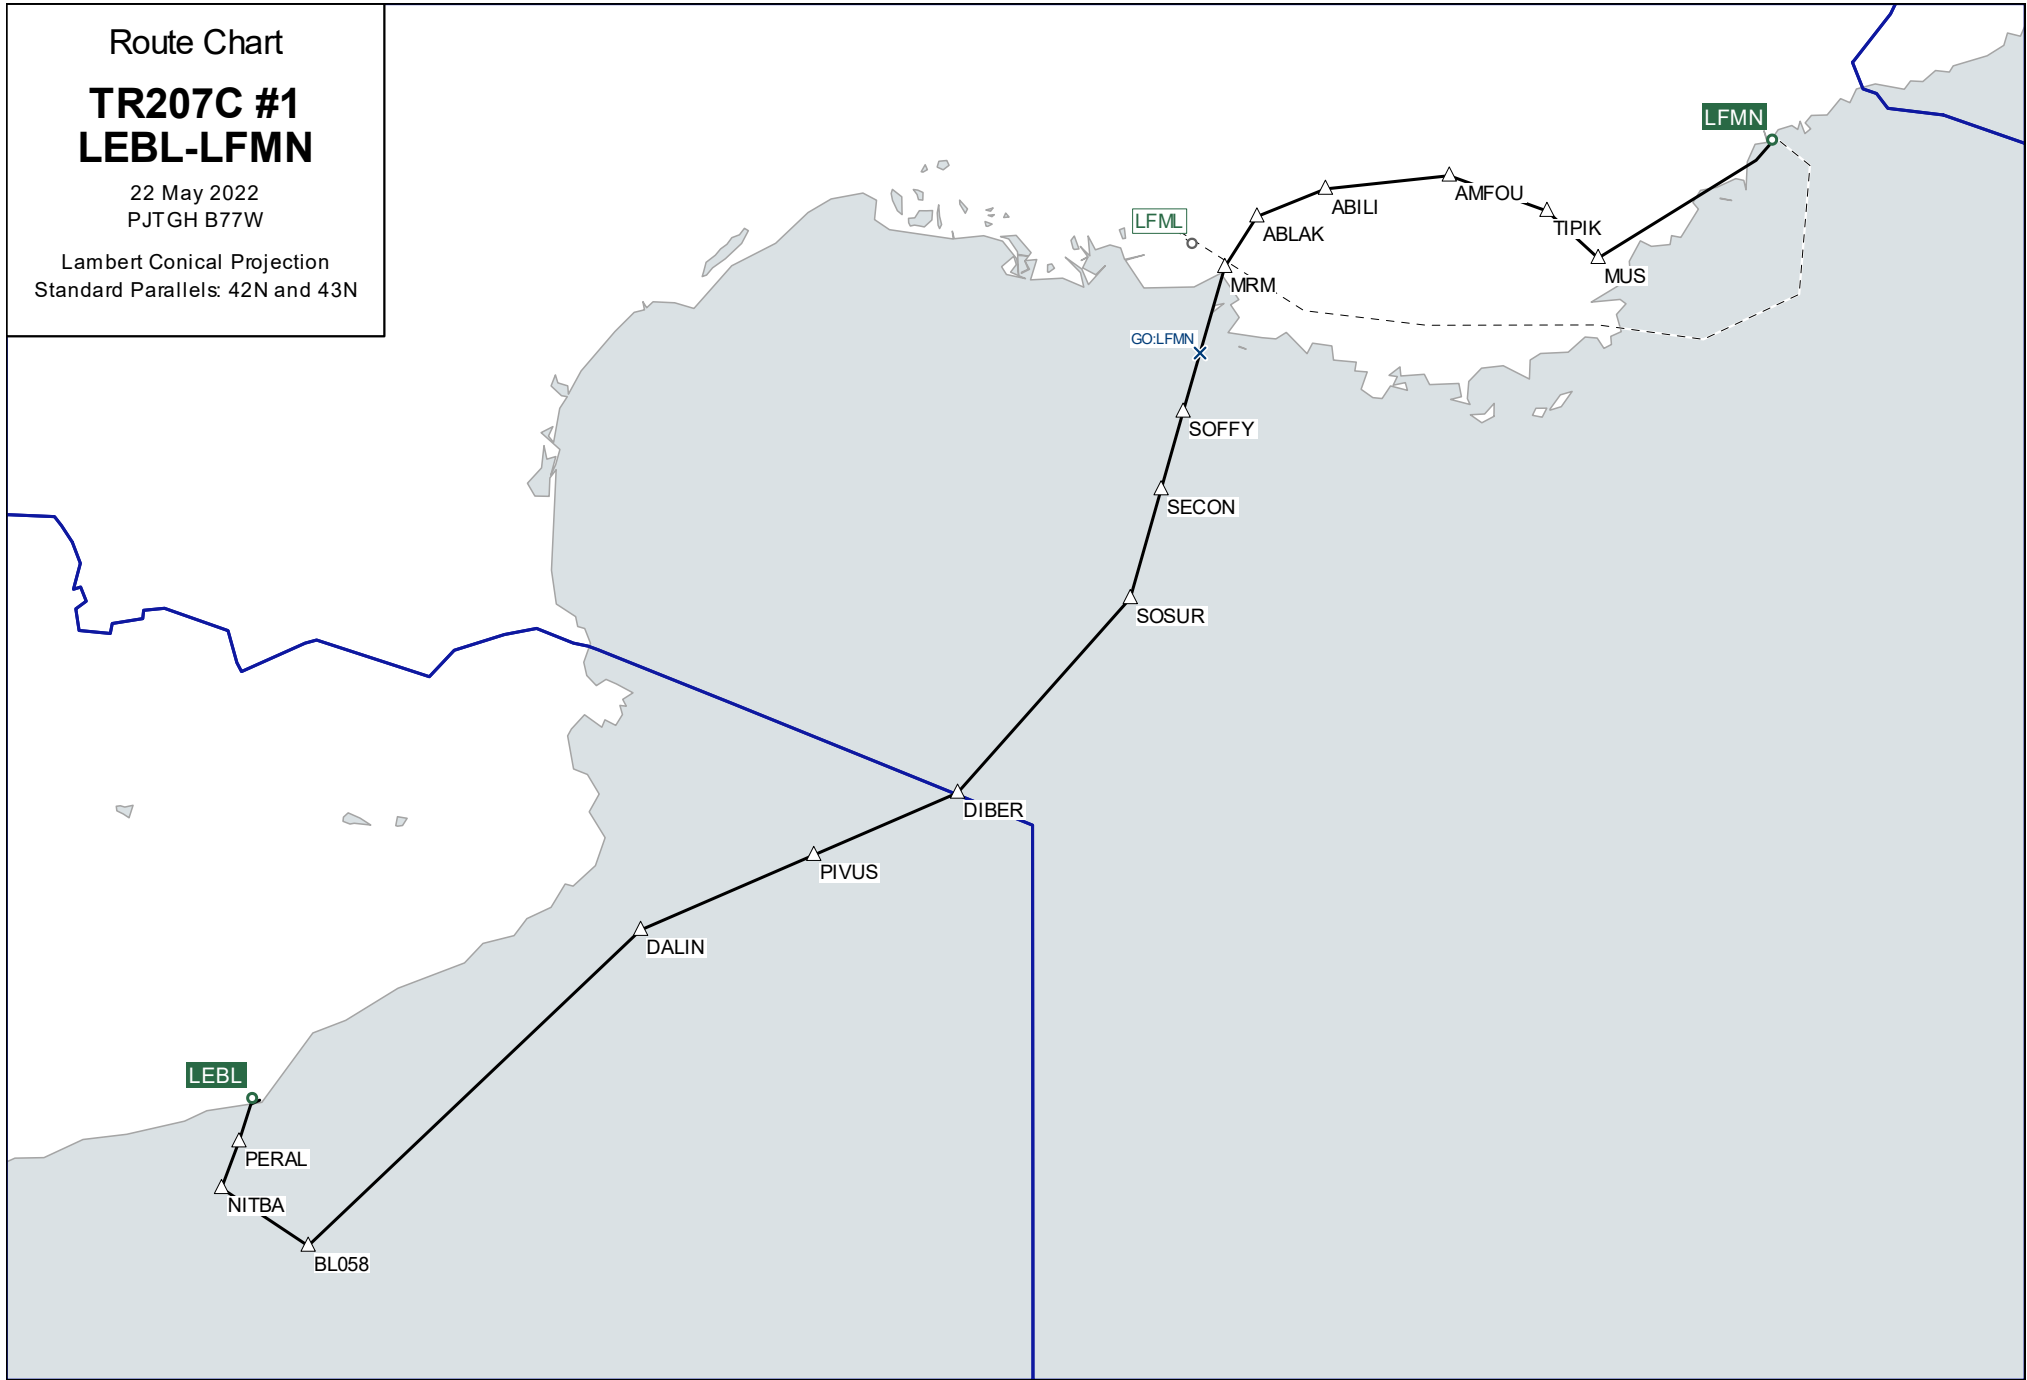 Route Chart
TR207C #1
LEBL-LFMN
22 May 2022
PJTGH B77W
Lambert Conical Projection
Standard Parallels: 42N and 43N
LFMN
AMFOU
ABILI
LFML
ABLAK
TIPIK
MUS
MRM
GO:LFMN
SOFFY
SECON
SOSUR
DIBER
PIVUS
DALIN
LEBL
PERAL
NITBA
BL058